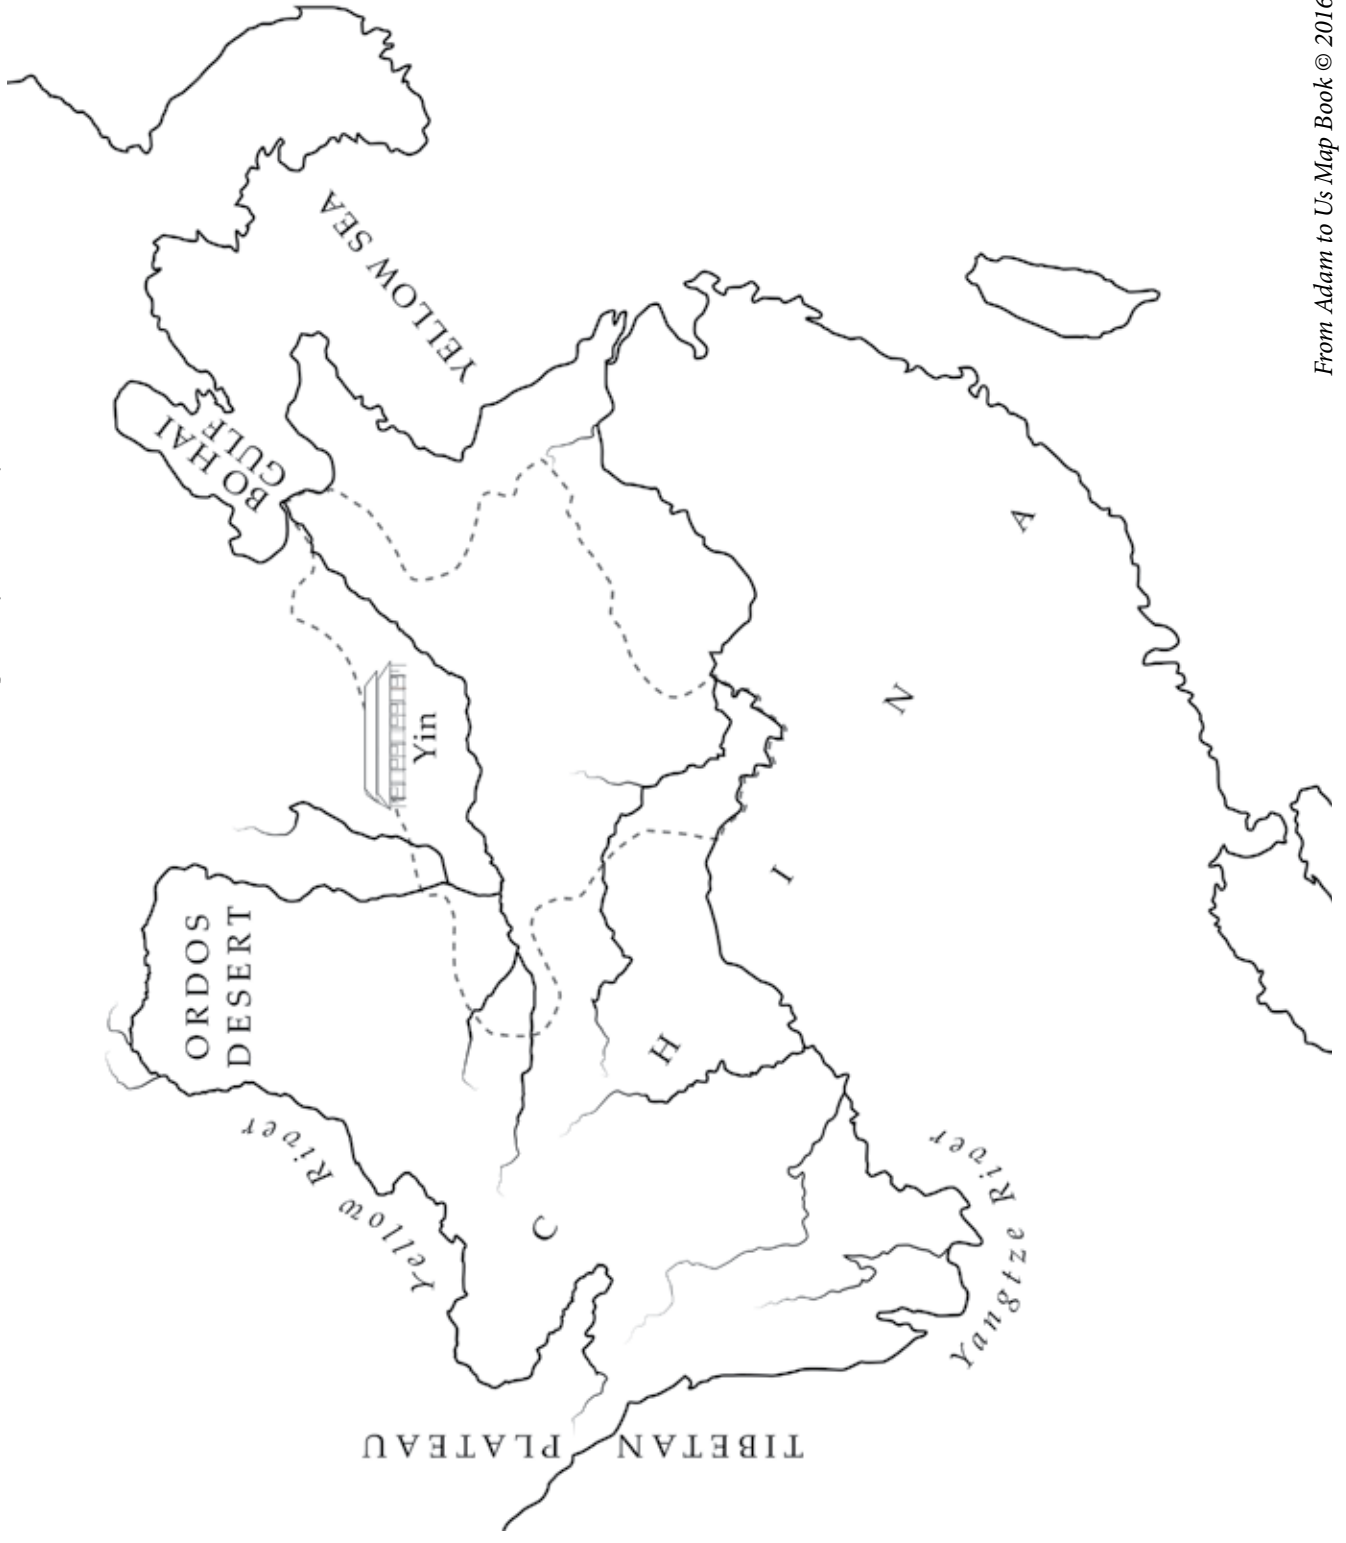 From Adam to Us Map Book © 2016
YELLOW SEA
BO HAI
GULF
Yin
ORDOS
DESERT
Yellow River
CHINA
Yangtze River
TIBETAN PLATEAU